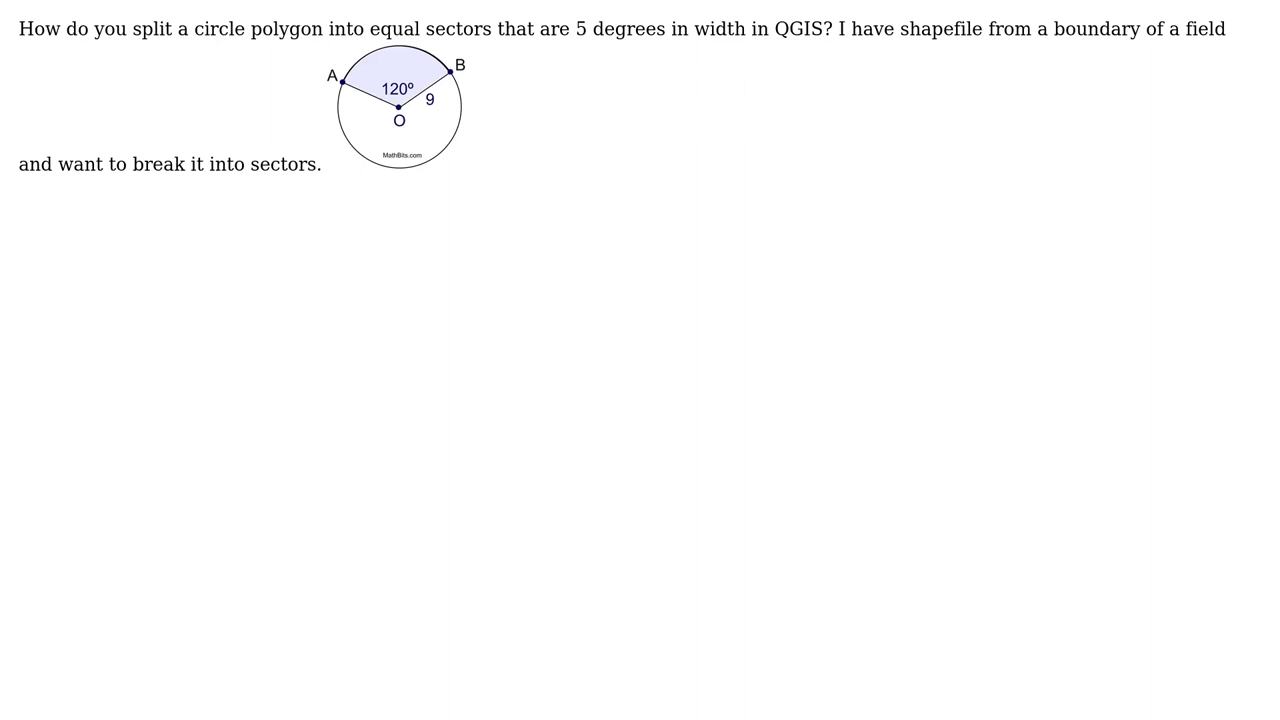 How do you split a circle polygon into equal sectors that are 5 degrees in width in QGIS? I have shapefile from a boundary of a field
A
B
120º
9
O
MathBits.com
and want to break it into sectors.